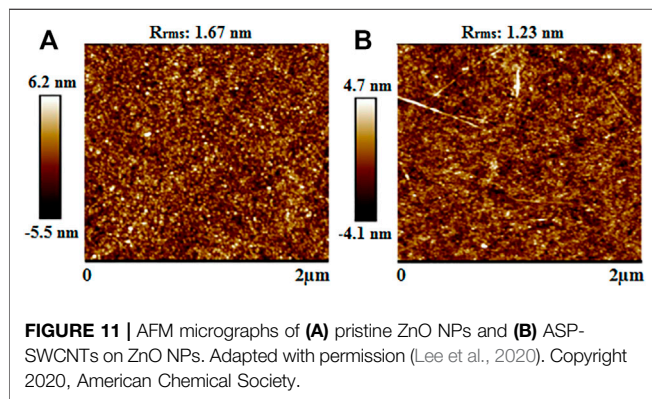 A
Rrms: 1.67 nm
6.2 nm
-5.5 nm
0
2μm
B
Rrms: 1.23 nm
4.7 nm
-4.1 nm
0
2μm
FIGURE 11 | AFM micrographs of (A) pristine ZnO NPs and (B) ASP-
SWCNTs on ZnO NPs. Adapted with permission (Lee et al., 2020). Copyright
2020, American Chemical Society.